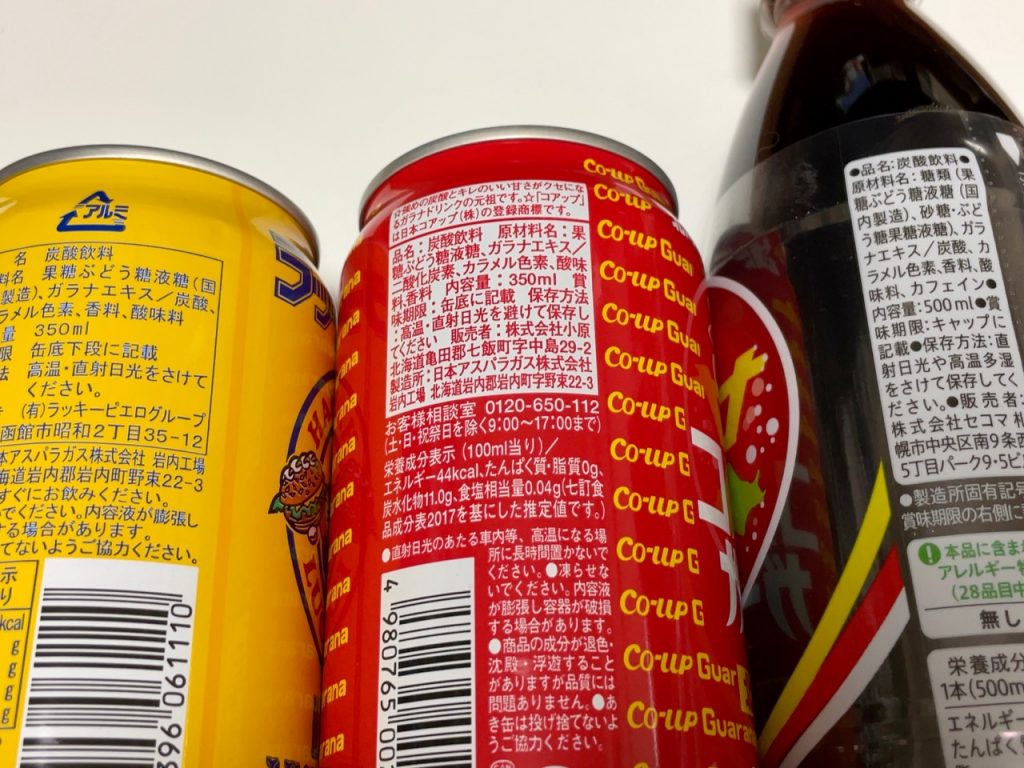 アルミ
名 炭酸飲料
料名 果糖ぶどう糖液糖(国
製造)、ガラナエキス／炭酸、
ラメル色素、香料、酸味料
量 350ml
限 缶底下段に記載
法 高温・直射日光をさけて
ください。
(有)ラッキーピエログループ
函館市昭和2丁目35-12
本アスパラガス株式会社 岩内工場
海道岩内郡岩内町野束22-3
すぐにお飲みください。
でください。内容液が膨張し
する場合があります。
てないようご協力ください。
kcal
g
g
g
g
396 061110
☆強めの炭酸とキレのいい甘さがクセにな
るガラナドリンクの元祖です。☆「コアップ」
は日本コアップ(株)の登録商標です。
品名:炭酸飲料 原材料名:果
糖ぶどう糖液糖、ガラナエキス／
二酸化炭素、カラメル色素、酸味
料、香料 内容量:350ml 賞
味期限:缶底に記載 保存方法
:高温・直射日光を避けて保存し
てください 販売者:株式会社小原
北海道亀田郡七飯町字中島29-2
製造所:日本アスパラガス株式会社
岩内工場 北海道岩内郡岩内町字野束22-3
お客様相談室 0120-650-112
(土・日・祝祭日を除く9:00〜17:00まで)
栄養成分表示 (100ml当り)／
エネルギー44kcal、たんぱく質・脂質0g、
炭水化物11.0g、食塩相当量0.04g(七訂食
品成分表2017を基にした推定値です。)
●直射日光のあたる車内等、高温になる場
所に長時間置かないで
ください。●凍らせな
いでください。内容液
が膨張し容器が破損
する場合があります。
●商品の成分が退色・
沈殿・浮遊すること
がありますが品質には
問題ありません。●あ
き缶は投げ捨てないよ
うご協力ください。
4 980765 00
Co-up Guar
Co-up
Co-up Guar
Co-up Guar
Co-up Guar
Co-up Gua
Co-up Gua
Co-up G
Co-up G
Co-up G
Co-up G
Co-up G
Co-up Guar
Co-up Guaran
●品名:炭酸飲料●
原材料名:糖類(果
糖ぶどう糖液糖(国
内製造)、砂糖・ぶど
う糖果糖液糖)、ガラ
ナエキス／炭酸、カ
ラメル色素、香料、酸
味料、カフェイン●
内容量:500ml●賞
味期限:キャップに
記載●保存方法:直
射日光や高温多湿
をさけて保存してく
ださい。●販売者:
株式会社セコマ 札
幌市中央区南9条西
5丁目パーク9・5ビ
●製造所固有記号
賞味期限の右側に
本品に含ま
アレルギー
(28品目中
無し
栄養成分
1本(500m
エネルギー
たんぱく